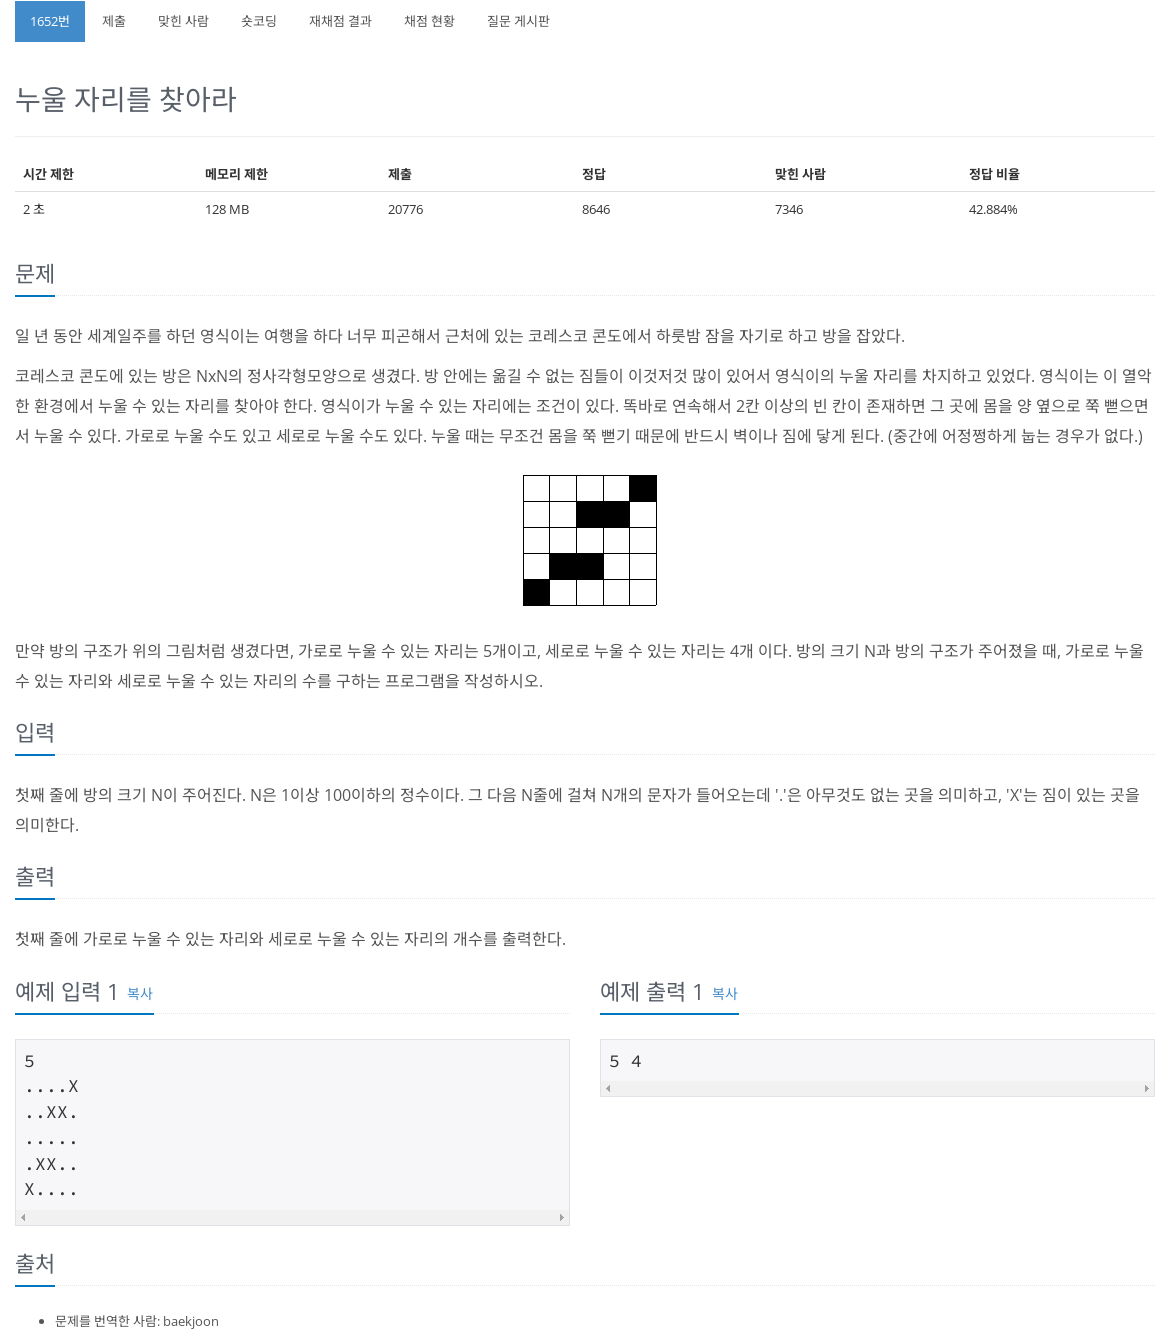 1652번 제출 맞힌 사람 숏코딩 재채점 결과 채점 현황 질문 게시판
누울 자리를 찾아라
시간 제한 메모리 제한 제출 정답 맞힌 사람 정답 비율
2 초 128 MB 20776 8646 7346 42.884%
문제
일 년 동안 세계일주를 하던 영식이는 여행을 하다 너무 피곤해서 근처에 있는 코레스코 콘도에서 하룻밤 잠을 자기로 하고 방을 잡았다.
코레스코 콘도에 있는 방은 NxN의 정사각형모양으로 생겼다. 방 안에는 옮길 수 없는 짐들이 이것저것 많이 있어서 영식이의 누울 자리를 차지하고 있었다. 영식이는 이 열악
한 환경에서 누울 수 있는 자리를 찾아야 한다. 영식이가 누울 수 있는 자리에는 조건이 있다. 똑바로 연속해서 2칸 이상의 빈 칸이 존재하면 그 곳에 몸을 양 옆으로 쭉 뻗으면
서 누울 수 있다. 가로로 누울 수도 있고 세로로 누울 수도 있다. 누울 때는 무조건 몸을 쭉 뻗기 때문에 반드시 벽이나 짐에 닿게 된다. (중간에 어정쩡하게 눕는 경우가 없다.)
만약 방의 구조가 위의 그림처럼 생겼다면, 가로로 누울 수 있는 자리는 5개이고, 세로로 누울 수 있는 자리는 4개 이다. 방의 크기 N과 방의 구조가 주어졌을 때, 가로로 누울
수 있는 자리와 세로로 누울 수 있는 자리의 수를 구하는 프로그램을 작성하시오.
입력
첫째 줄에 방의 크기 N이 주어진다. N은 1이상 100이하의 정수이다. 그 다음 N줄에 걸쳐 N개의 문자가 들어오는데 '.'은 아무것도 없는 곳을 의미하고, 'X'는 짐이 있는 곳을
의미한다.
출력
첫째 줄에 가로로 누울 수 있는 자리와 세로로 누울 수 있는 자리의 개수를 출력한다.
예제 입력 1 복사
5
....X
..XX.
.....
.XX..
X....
예제 출력 1 복사
5 4
출처
문제를 번역한 사람: baekjoon